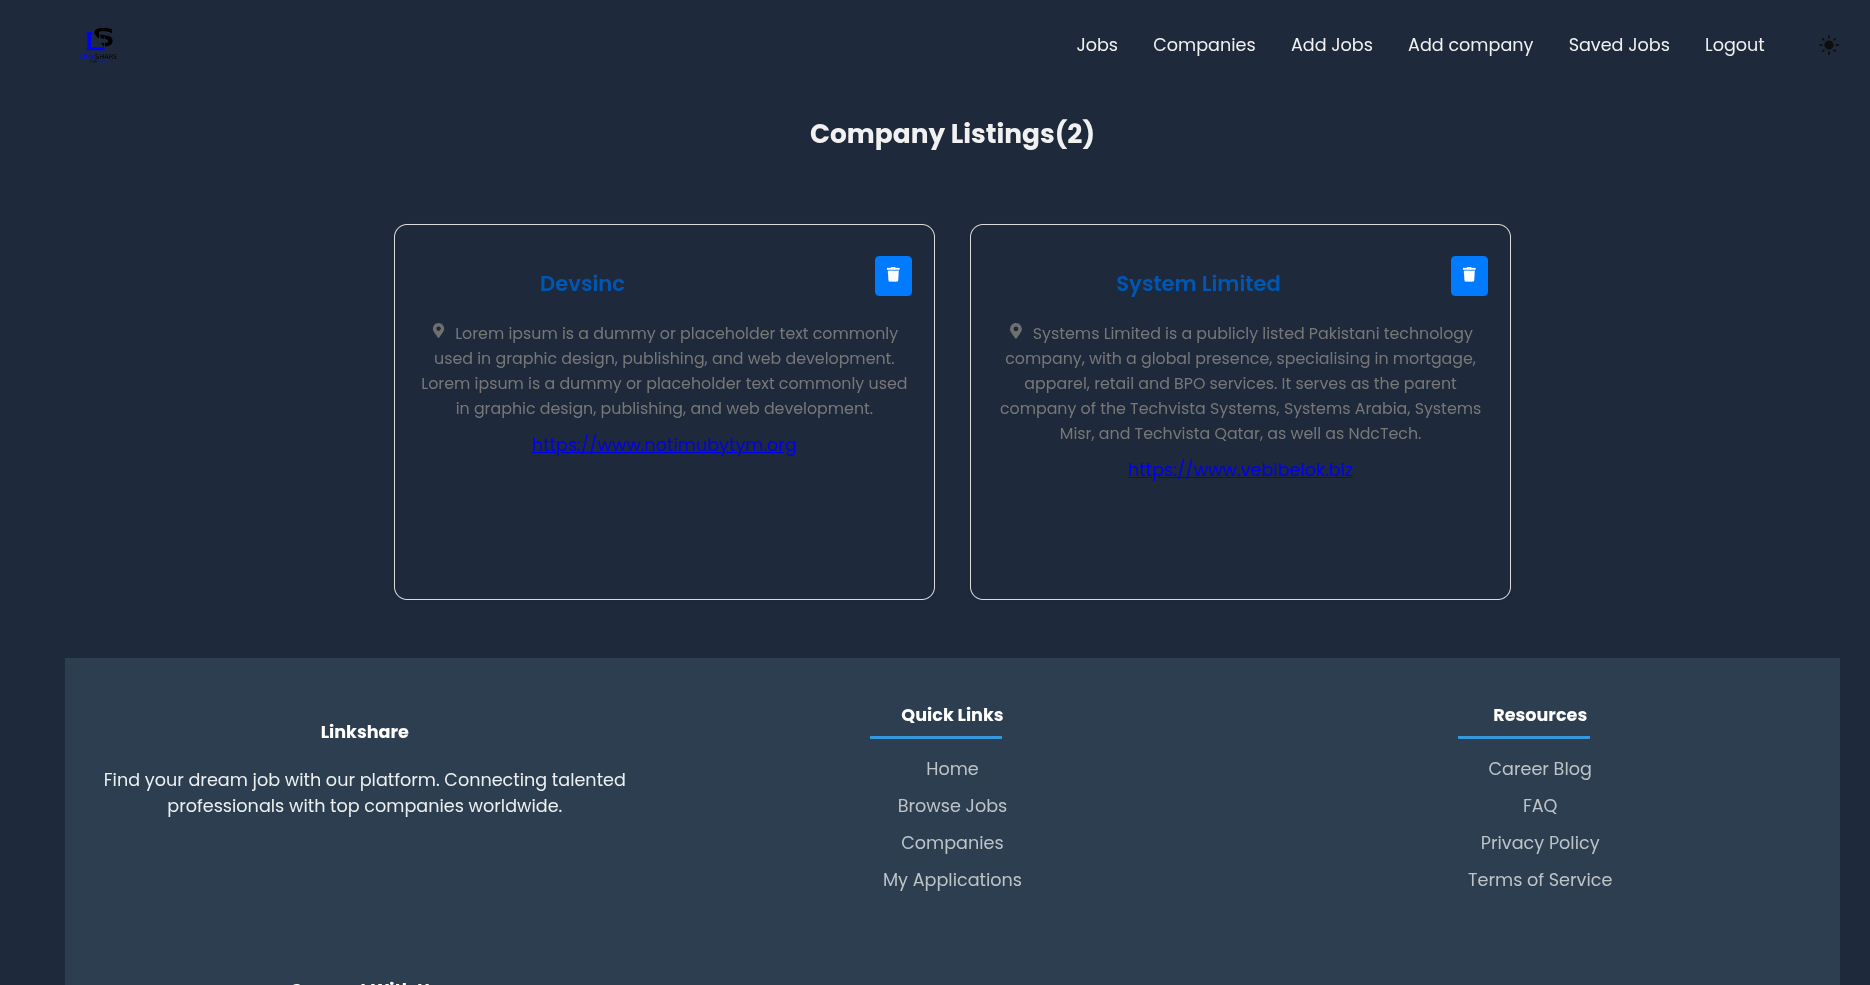 LS
Jobs Companies Add Jobs Add company Saved Jobs Logout
Company Listings(2)
Devsinc
Lorem ipsum is a dummy or placeholder text commonly
used in graphic design, publishing, and web development.
Lorem ipsum is a dummy or placeholder text commonly used
in graphic design, publishing, and web development.
https://www.notimubytym.org
System Limited
Systems Limited is a publicly listed Pakistani technology
company, with a global presence, specialising in mortgage,
apparel, retail and BPO services. It serves as the parent
company of the Techvista Systems, Systems Arabia, Systems
Misr, and Techvista Qatar, as well as NdcTech.
https://www.vebibelok.biz
Linkshare
Find your dream job with our platform. Connecting talented
professionals with top companies worldwide.
Quick Links
Home
Browse Jobs
Companies
My Applications
Resources
Career Blog
FAQ
Privacy Policy
Terms of Service